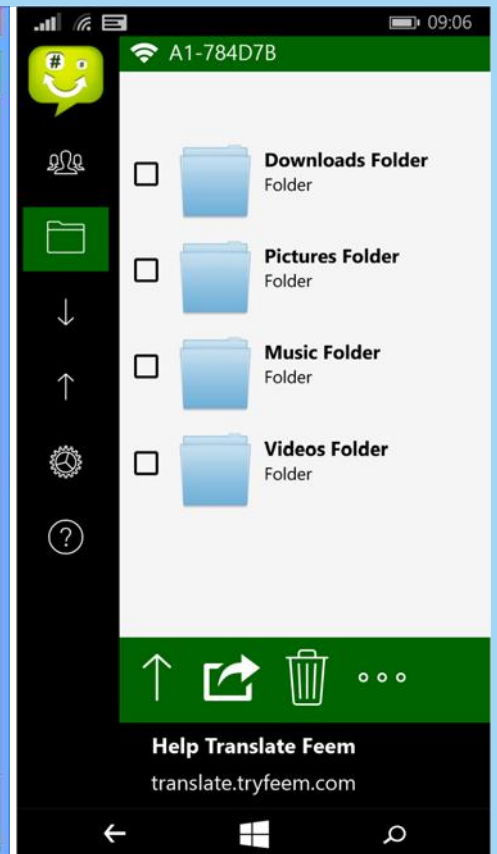 09:06
A1-784D7B
Downloads Folder
Folder
Pictures Folder
Folder
Music Folder
Folder
Videos Folder
Folder
Help Translate Feem
translate.tryfeem.com